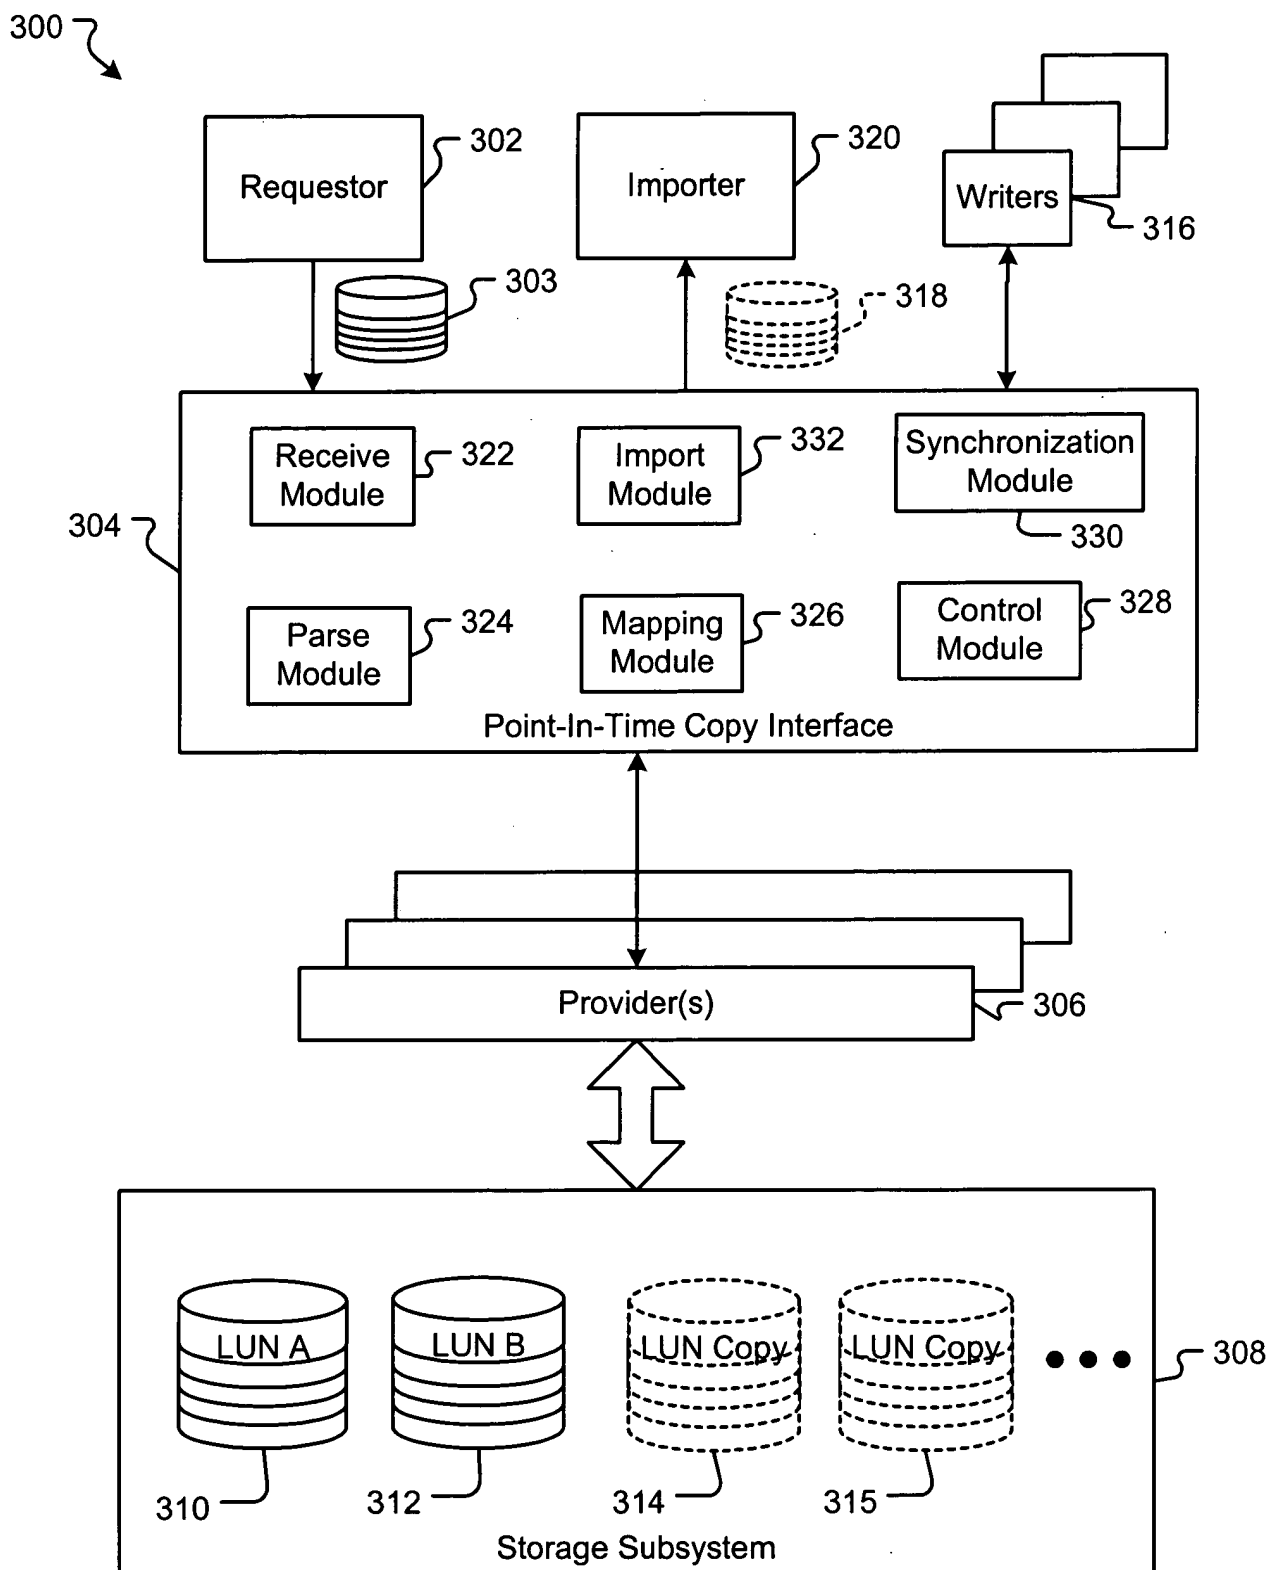 300
302
Requestor
320
Importer
Writers
316
303
318
Receive
Module
322
Import
Module
332
Synchronization
Module
330
304
Parse
Module
324
Mapping
Module
326
Control
Module
328
Point-In-Time Copy Interface
Provider(s)
306
LUN A
LUN B
LUN Copy
LUN Copy
308
310
312
314
315
Storage Subsystem